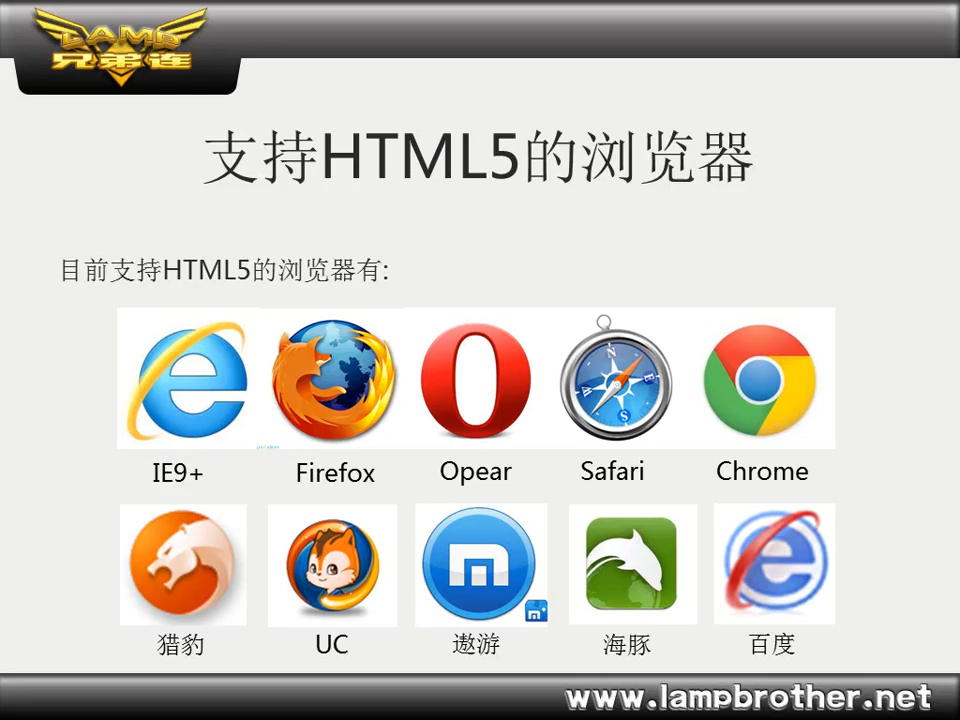 LAMP
兄弟连
支持HTML5的浏览器
目前支持HTML5的浏览器有:
IE9+ Firefox Opear Safari Chrome
猎豹 UC 遨游 海豚 百度
www.lampbrother.net